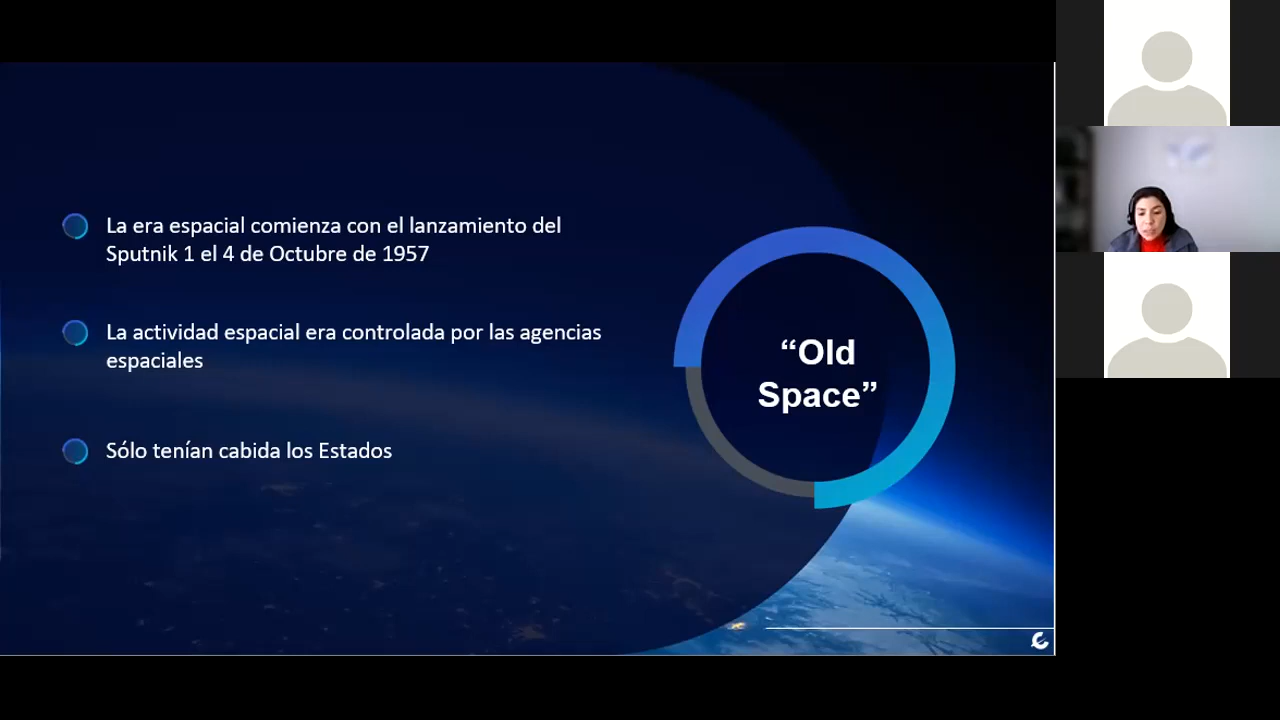 La era espacial comienza con el lanzamiento del
Sputnik 1 el 4 de Octubre de 1957
La actividad espacial era controlada por las agencias
espaciales
Sólo tenían cabida los Estados
“Old
Space”